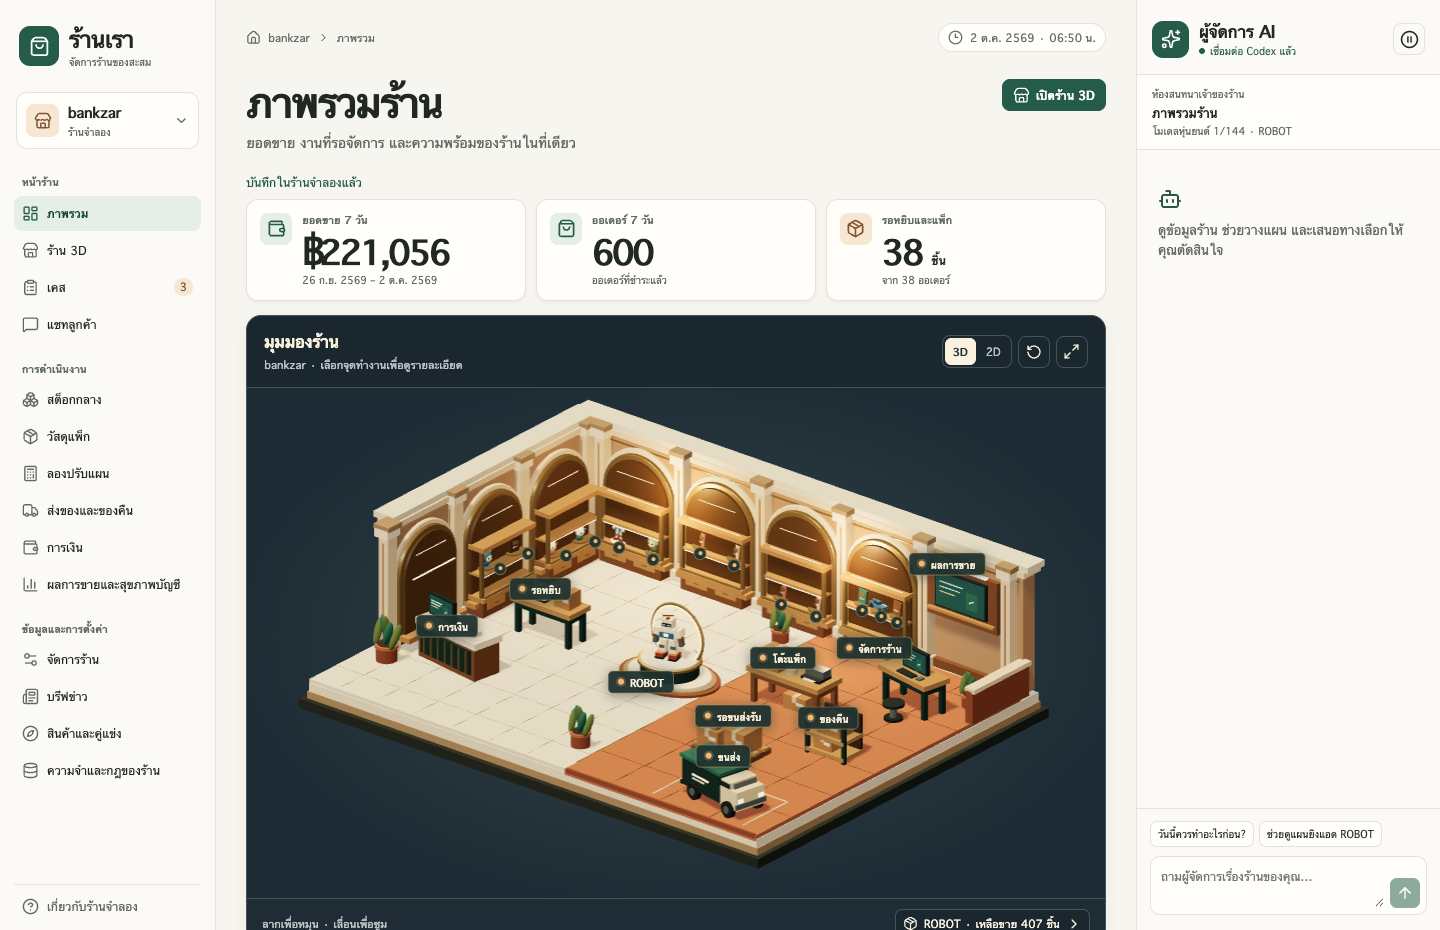 ร้านเรา
จัดการร้านของสะสม
bankzar
ร้านจำลอง
หน้าร้าน
ภาพรวม
ร้าน 3D
เคส
3
แชทลูกค้า
การดำเนินงาน
สต็อกกลาง
วัสดุแพ็ก
ลองปรับแผน
ส่งของและของคืน
การเงิน
ผลการขายและสุขภาพบัญชี
ข้อมูลและการตั้งค่า
จัดการร้าน
บรีฟข่าว
สินค้าและคู่แข่ง
ความจำและกฎของร้าน
เกี่ยวกับร้านจำลอง
bankzar > ภาพรวม
2 ต.ค. 2569 · 06:50 น.
ภาพรวมร้าน
เปิดร้าน 3D
ยอดขาย งานที่รอจัดการ และความพร้อมของร้านในที่เดียว
บันทึกในร้านจำลองแล้ว
ยอดขาย 7 วัน
฿221,056
26 ก.ย. 2569 – 2 ต.ค. 2569
ออเดอร์ 7 วัน
600
ออเดอร์ที่ชำระแล้ว
รอหยิบและแพ็ก
38 ชิ้น
จาก 38 ออเดอร์
มุมมองร้าน
bankzar · เลือกจุดทำงานเพื่อดูรายละเอียด
3D 2D
ผลการขาย
รอหยิบ
การเงิน
จัดการร้าน
โต๊ะแพ็ก
ROBOT
รอขนส่งรับ
ของคืน
ขนส่ง
ลากเพื่อหมุน · เลื่อนเพื่อซูม
ROBOT · เหลือขาย 407 ชิ้น
ผู้จัดการ AI
เชื่อมต่อ Codex แล้ว
ห้องสนทนาเจ้าของร้าน
ภาพรวมร้าน
โมเดลหุ่นยนต์ 1/144 · ROBOT
ดูข้อมูลร้าน ช่วยวางแผน และเสนอทางเลือกให้
คุณตัดสินใจ
วันนี้ควรทำอะไรก่อน?
ช่วยดูแผนยิงแอด ROBOT
ถามผู้จัดการเรื่องร้านของคุณ...